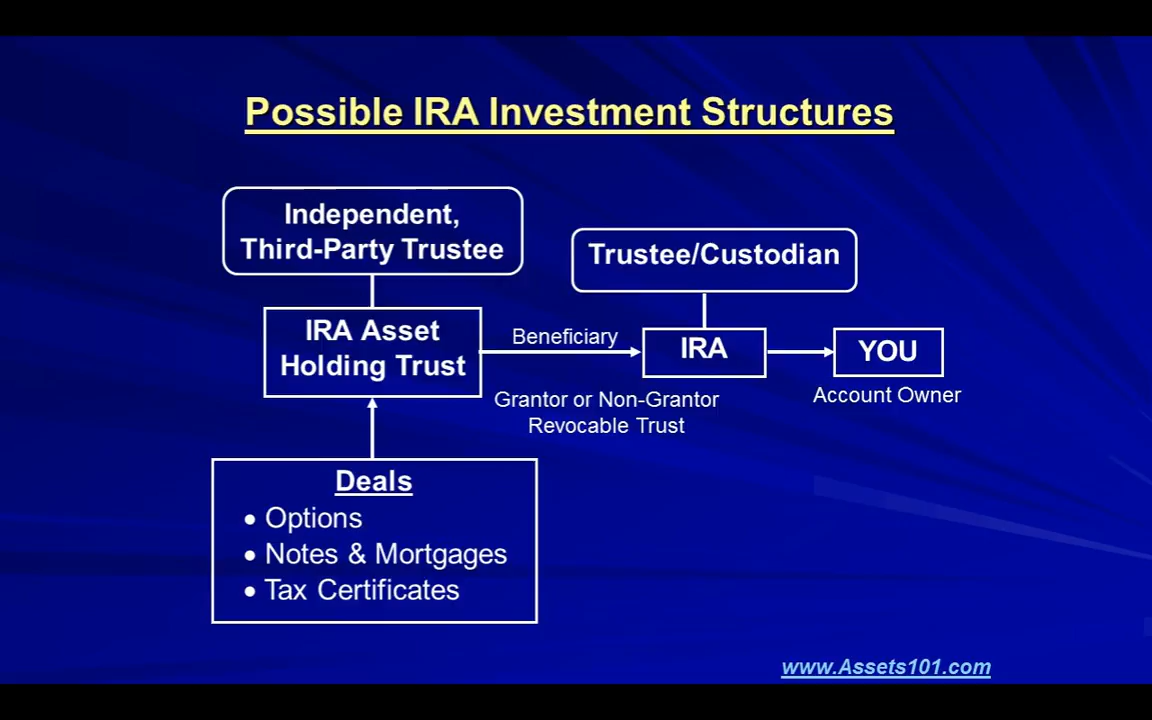 Possible IRA Investment Structures
Independent,
Third-Party Trustee
Trustee/Custodian
IRA Asset
Holding Trust
Beneficiary
IRA
YOU
Grantor or Non-Grantor
Revocable Trust
Account Owner
Deals
• Options
• Notes & Mortgages
• Tax Certificates
www.Assets101.com